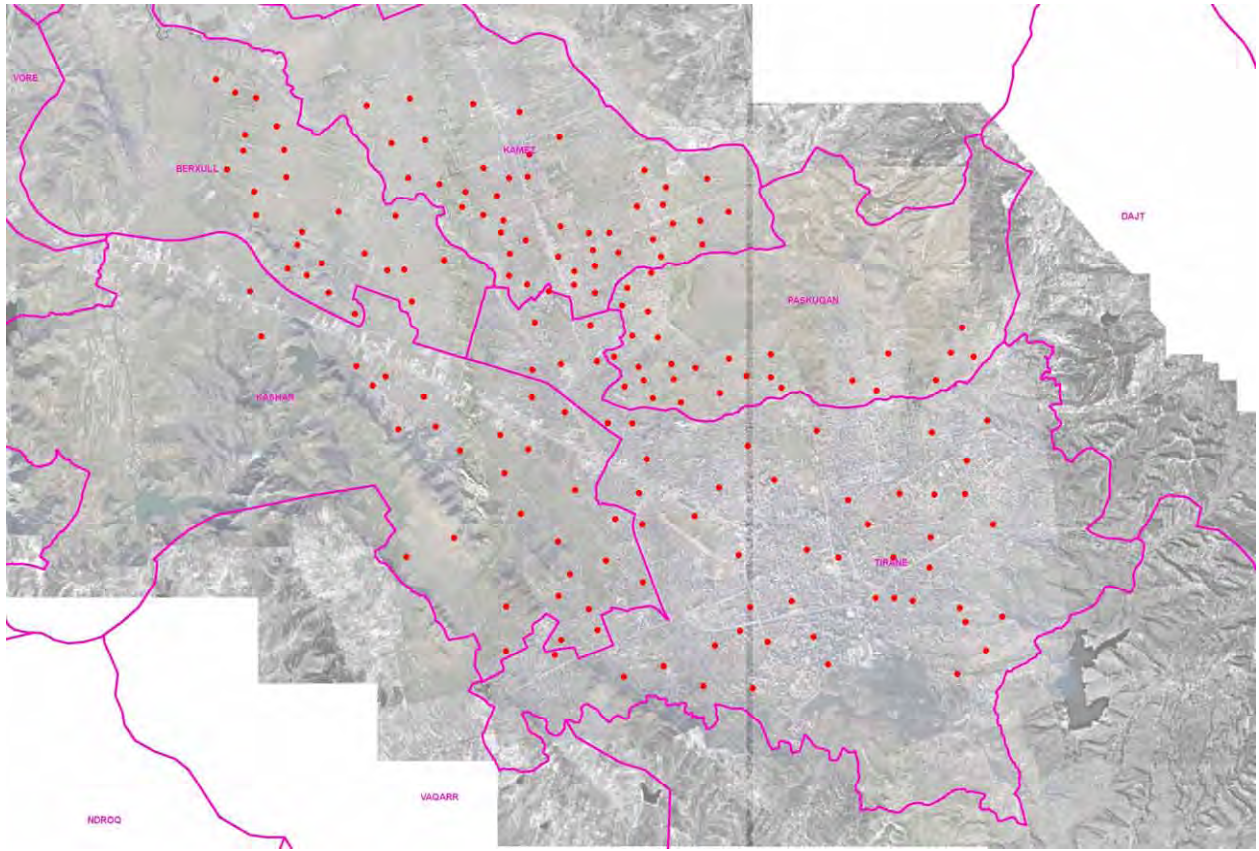 VORE
KAMEZ
BERXULL
DAJT
PASKUQAN
KASHAR
TIRANE
VAQARR
NDROQ